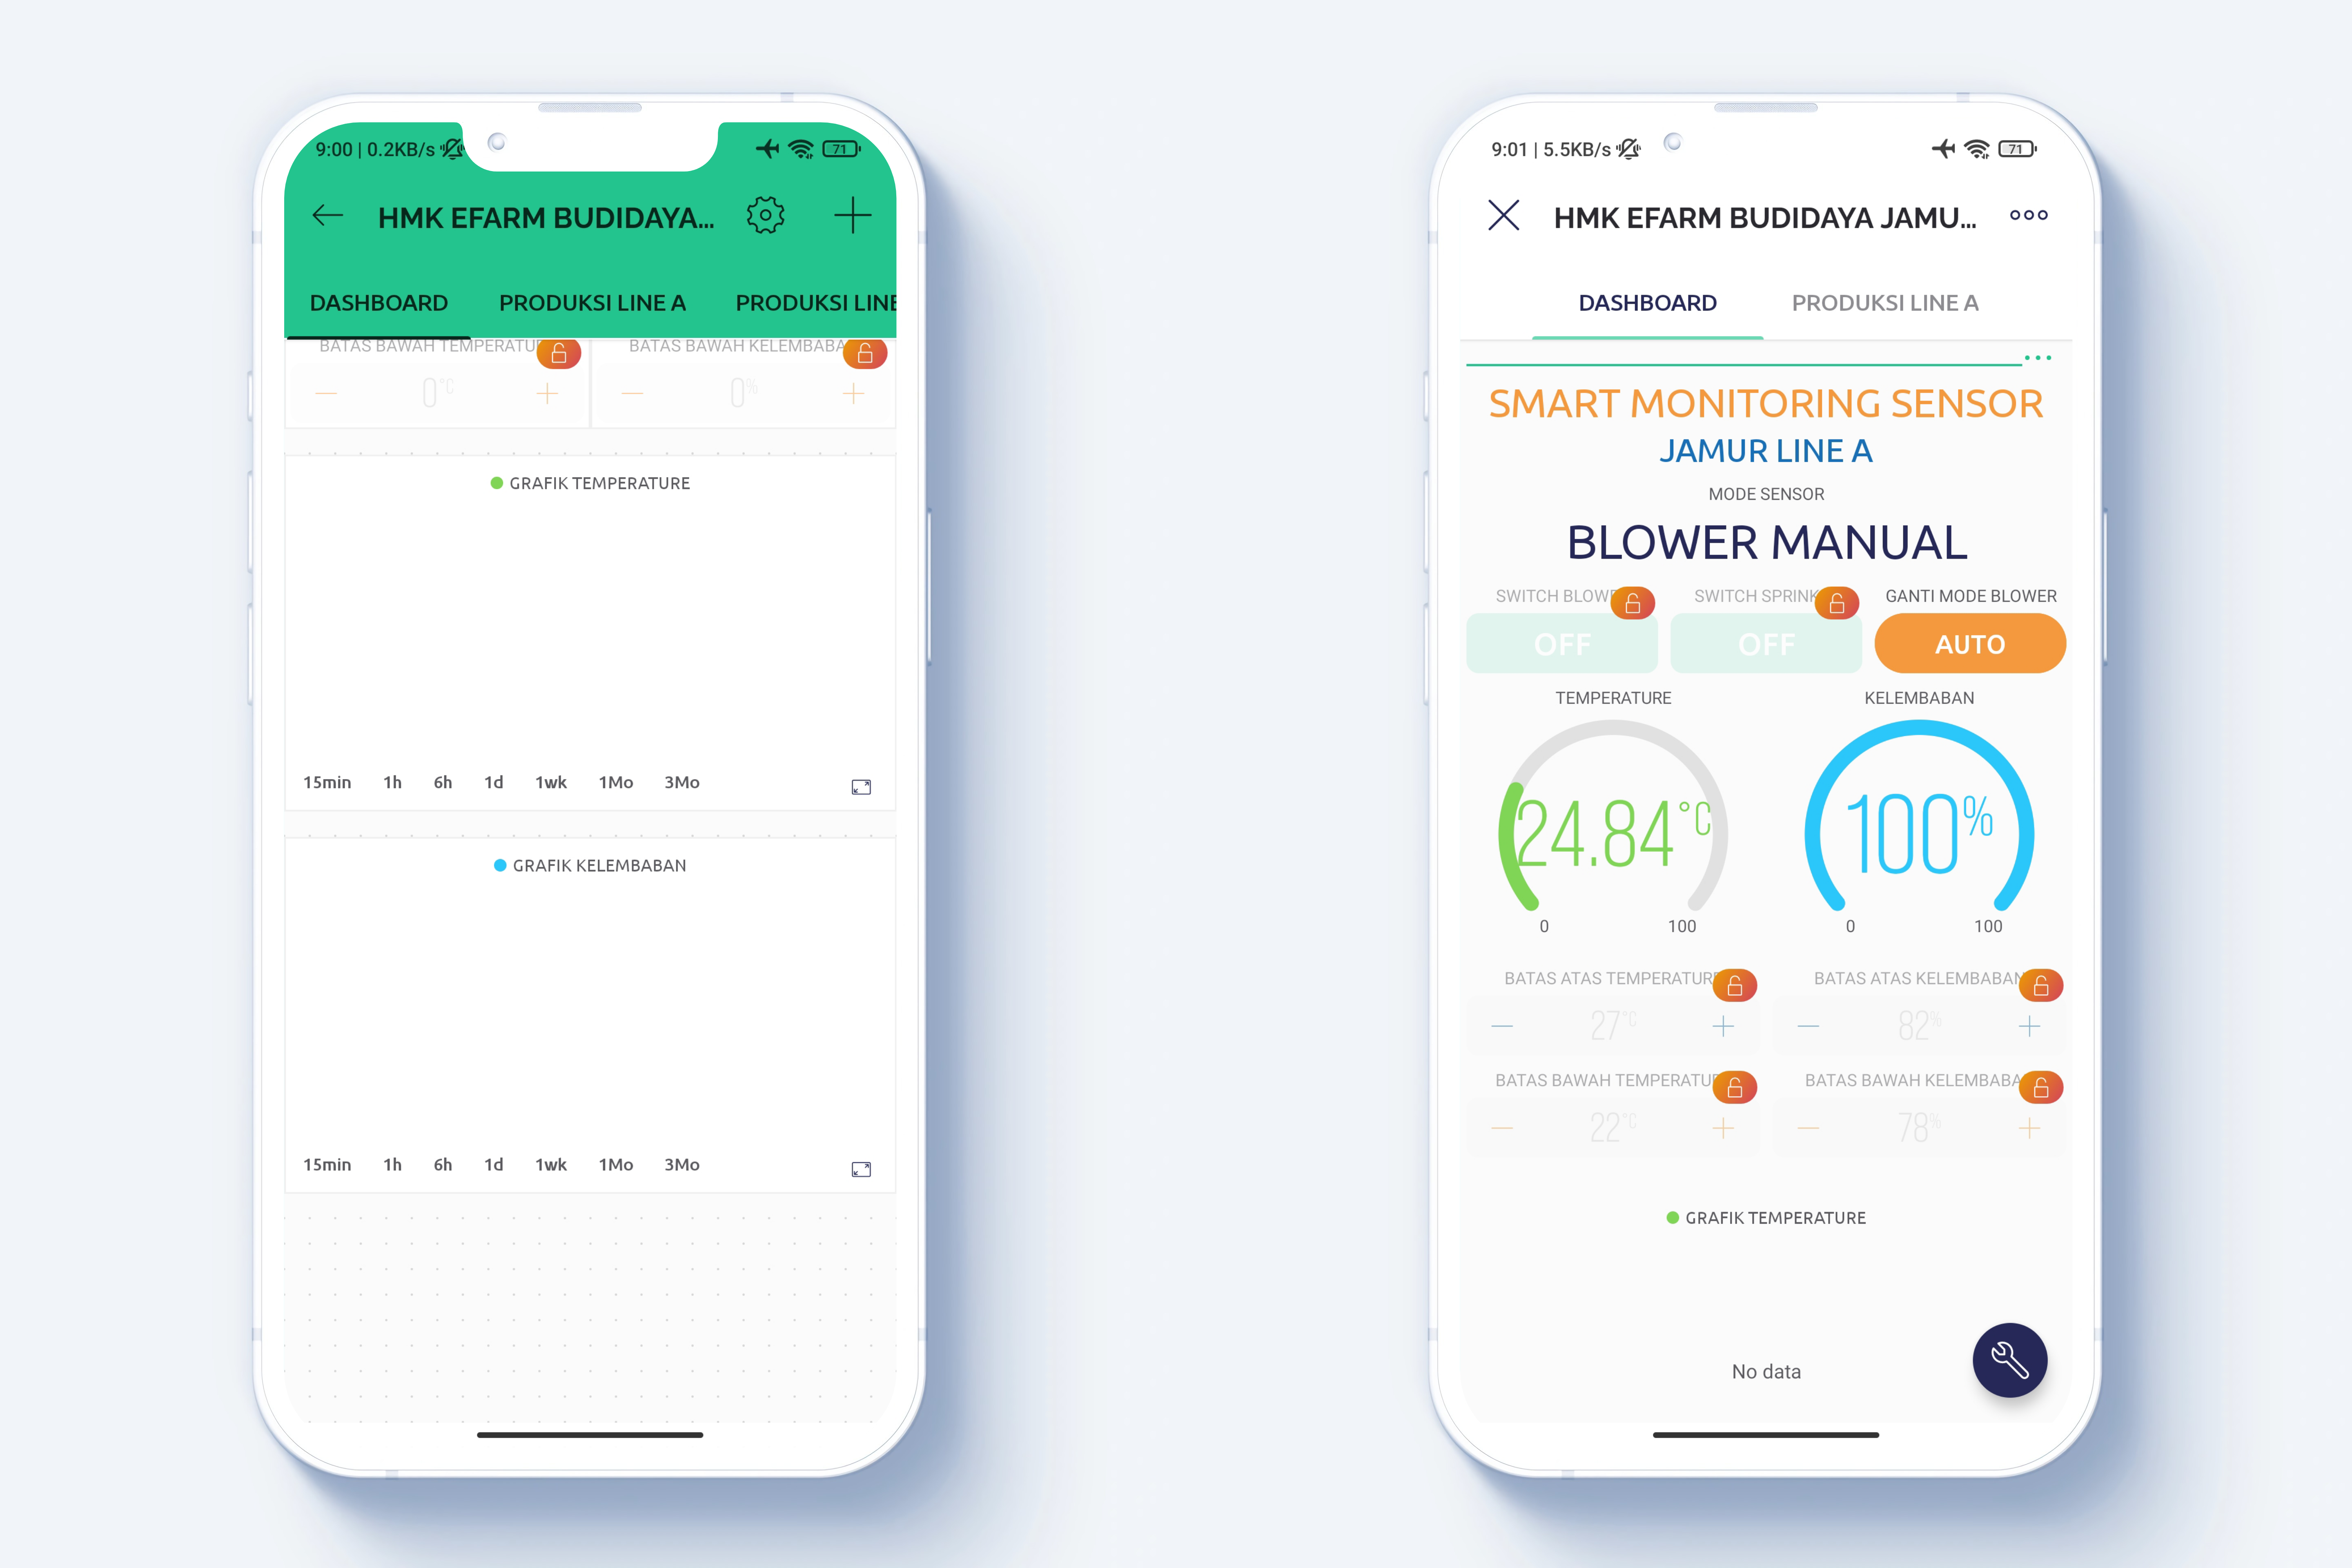 9:00 | 0.2KB/s
71
HMK EFARM BUDIDAYA...
DASHBOARD
PRODUKSI LINE A
PRODUKSI LINE
BATAS BAWAH TEMPERATU
BATAS BAWAH KELEMBABA
0°C
0%
GRAFIK TEMPERATURE
15min 1h 6h 1d 1wk 1Mo 3Mo
GRAFIK KELEMBABAN
15min 1h 6h 1d 1wk 1Mo 3Mo
9:01 | 5.5KB/s
71
HMK EFARM BUDIDAYA JAMU...
DASHBOARD
PRODUKSI LINE A
SMART MONITORING SENSOR
JAMUR LINE A
MODE SENSOR
BLOWER MANUAL
SWITCH BLOWE
SWITCH SPRINK
GANTI MODE BLOWER
OFF
OFF
AUTO
TEMPERATURE
KELEMBABAN
24.84°C
100%
0 100
0 100
BATAS ATAS TEMPERATURE
BATAS ATAS KELEMBABAN
27°C
82%
BATAS BAWAH TEMPERATU
BATAS BAWAH KELEMBABA
22°C
78%
GRAFIK TEMPERATURE
No data